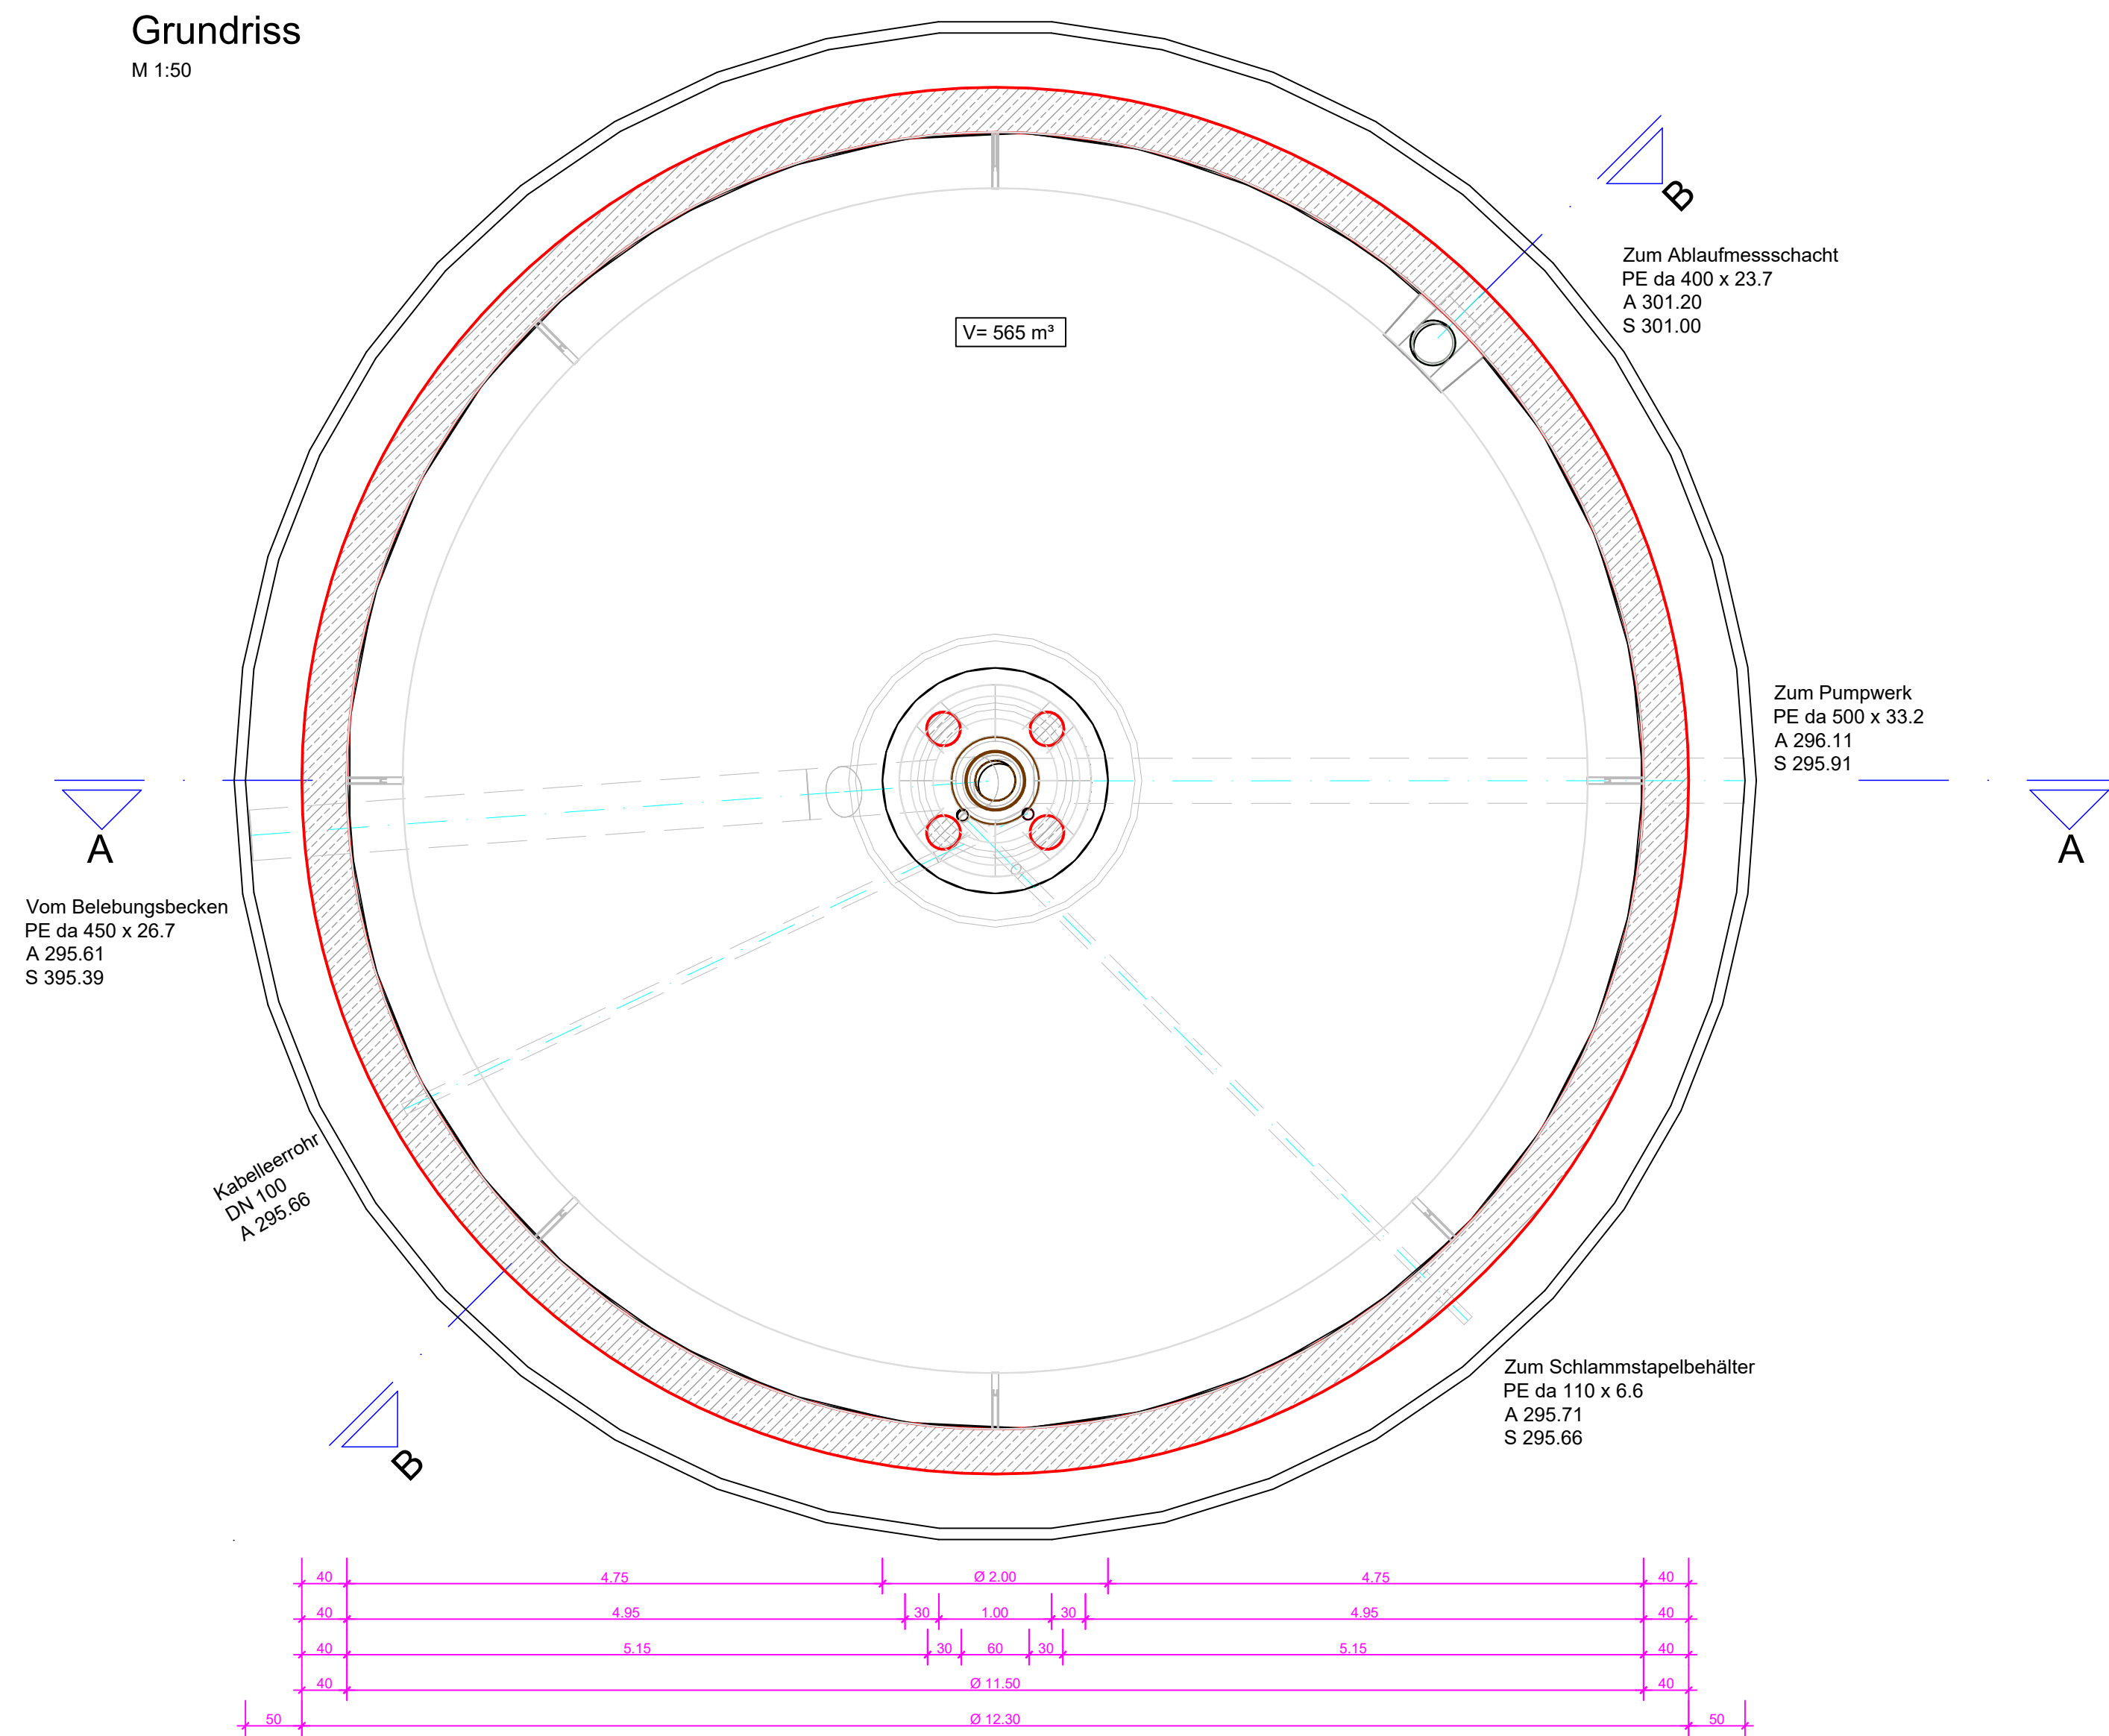 Grundriss
M 1:50
B
Zum Ablaufmessschacht
PE da 400 x 23.7
A 301.20
S 301.00
V= 565 m³
Zum Pumpwerk
PE da 500 x 33.2
A 296.11
S 295.91
A
A
Vom Belebungsbecken
PE da 450 x 26.7
A 295.61
S 395.39
Kabelleerrohr
DN 100
A 295.66
Zum Schlammstapelbehälter
PE da 110 x 6.6
A 295.71
S 295.66
B
40 4.75 Ø 2.00 4.75 40
40 4.95 30 1.00 30 4.95 40
40 5.15 30 60 30 5.15 40
40 Ø 11.50 40
50 Ø 12.30 50